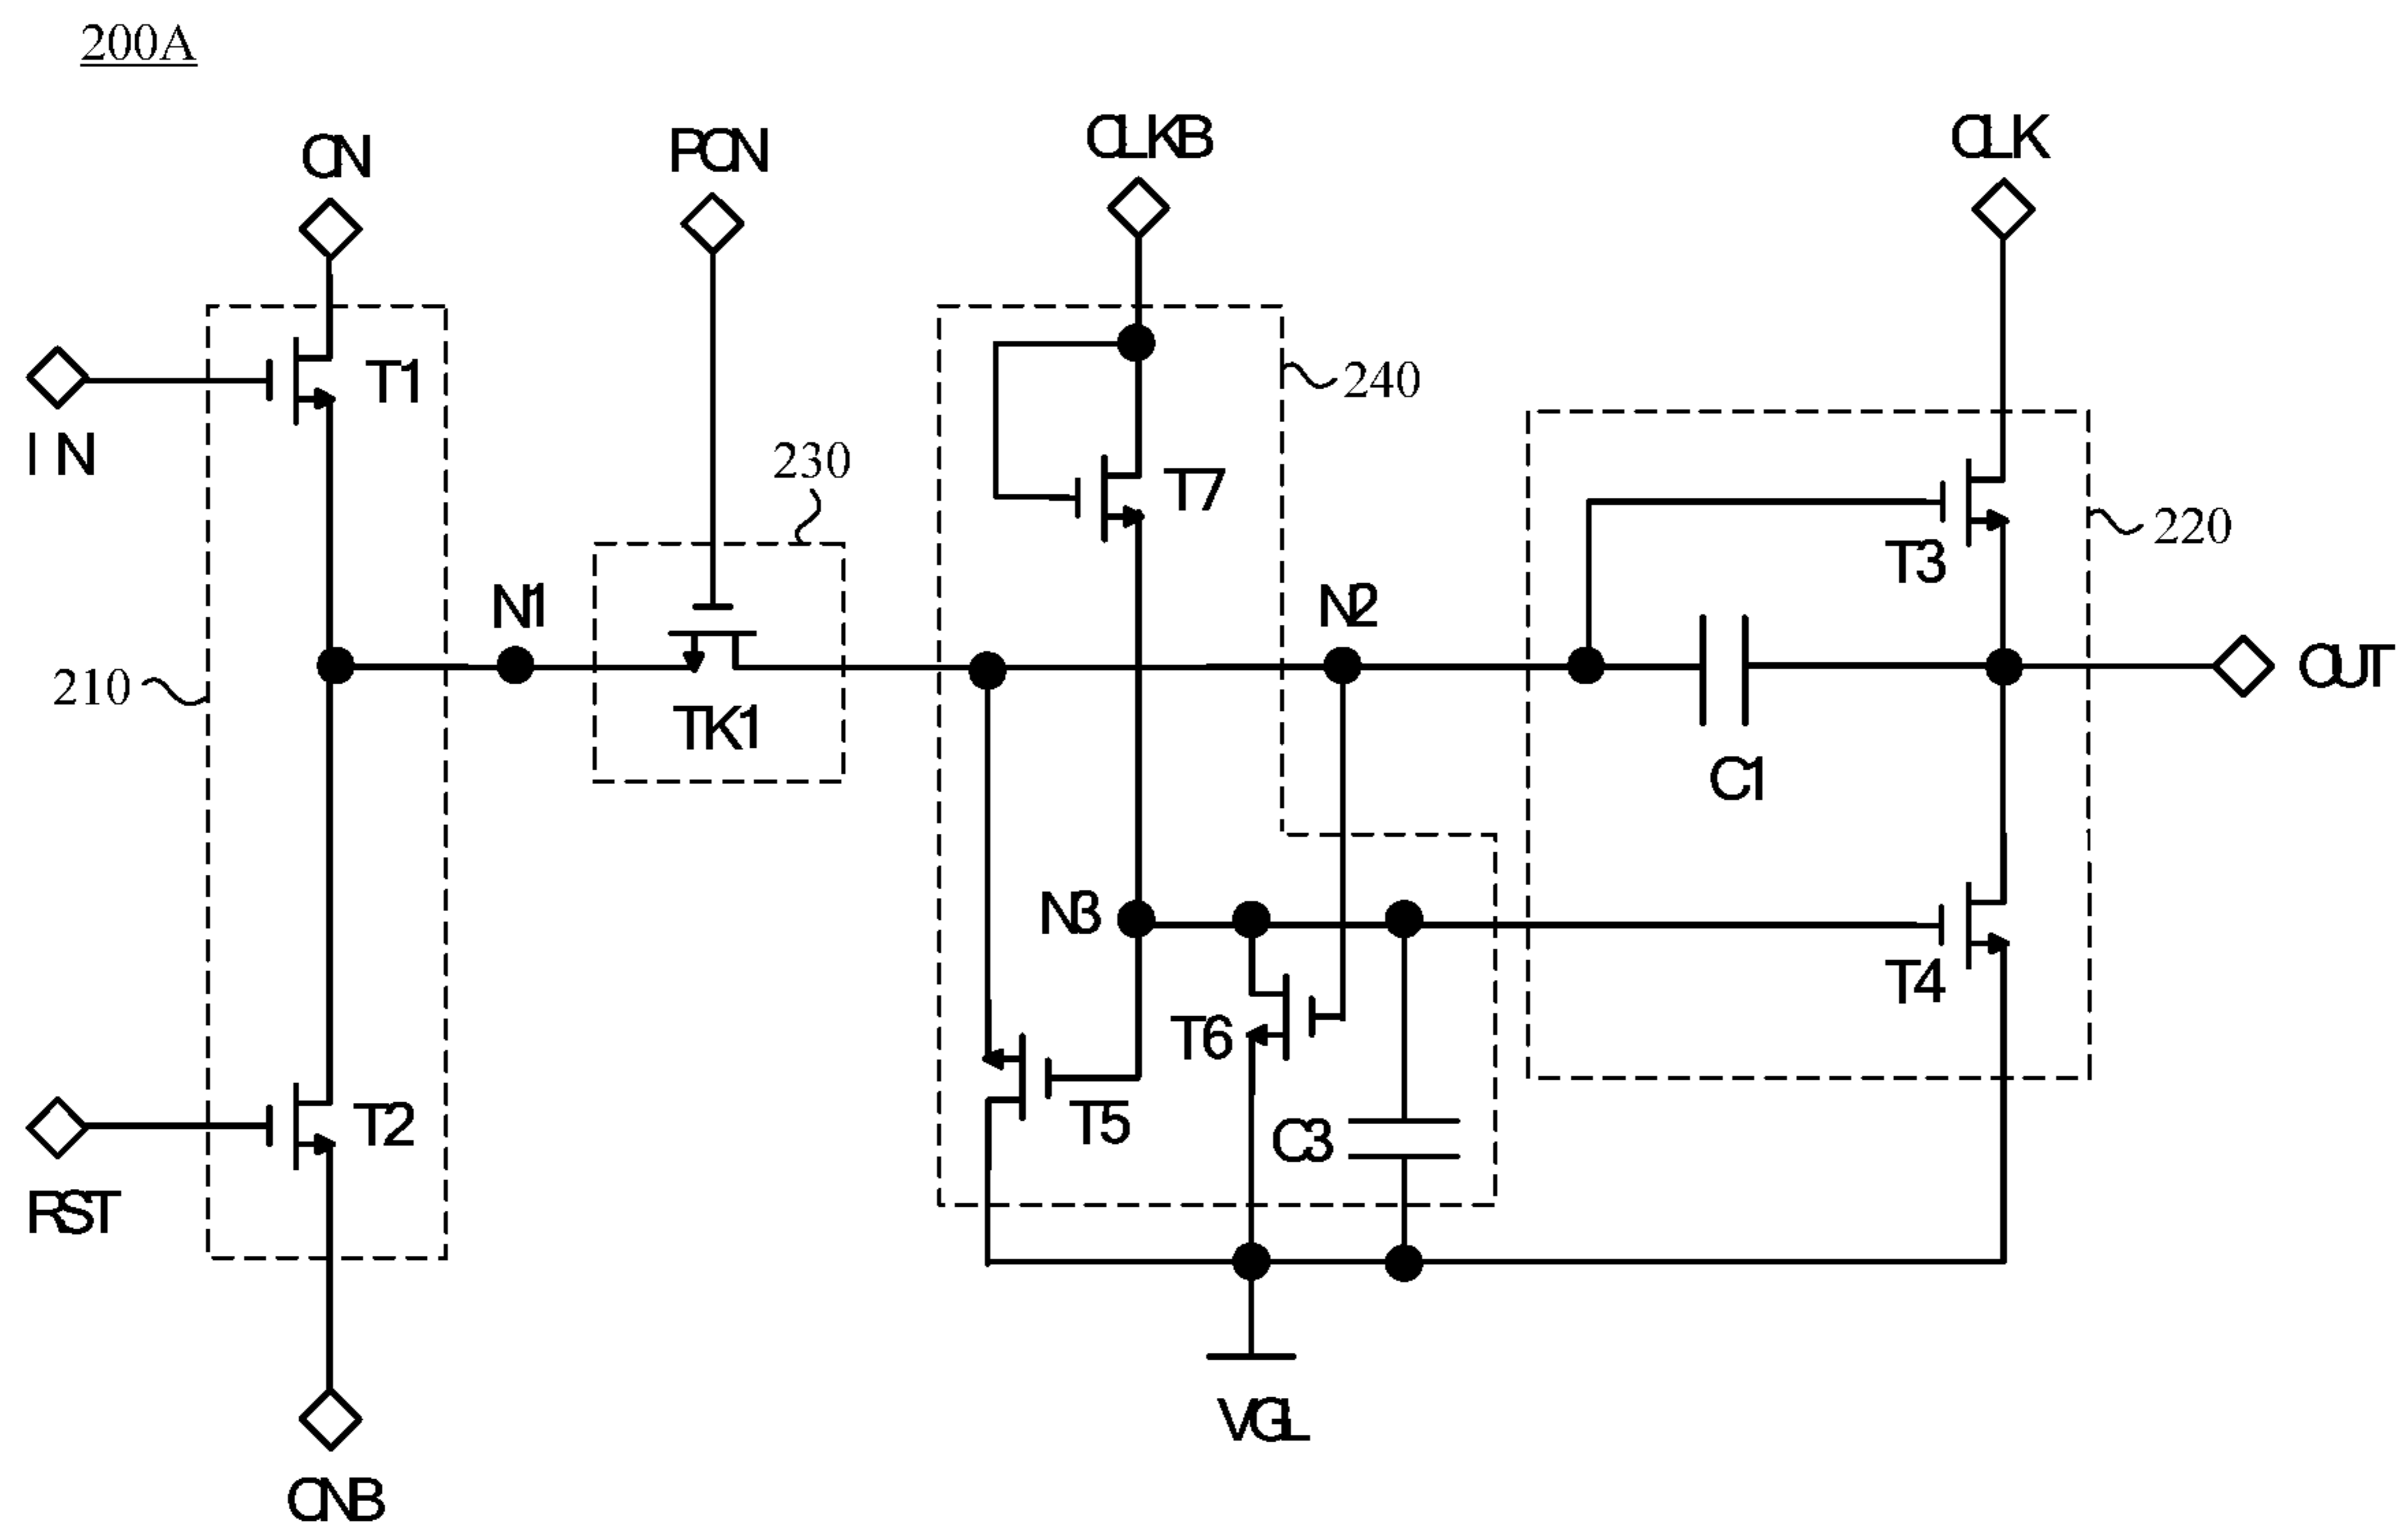 200A
CN
PCN
CLKB
CLK
IN
T1
240
230
T7
220
T3
N1
N2
210
TK1
OUT
C1
N3
T4
T6
T2
T5
C3
RST
VGL
CNB